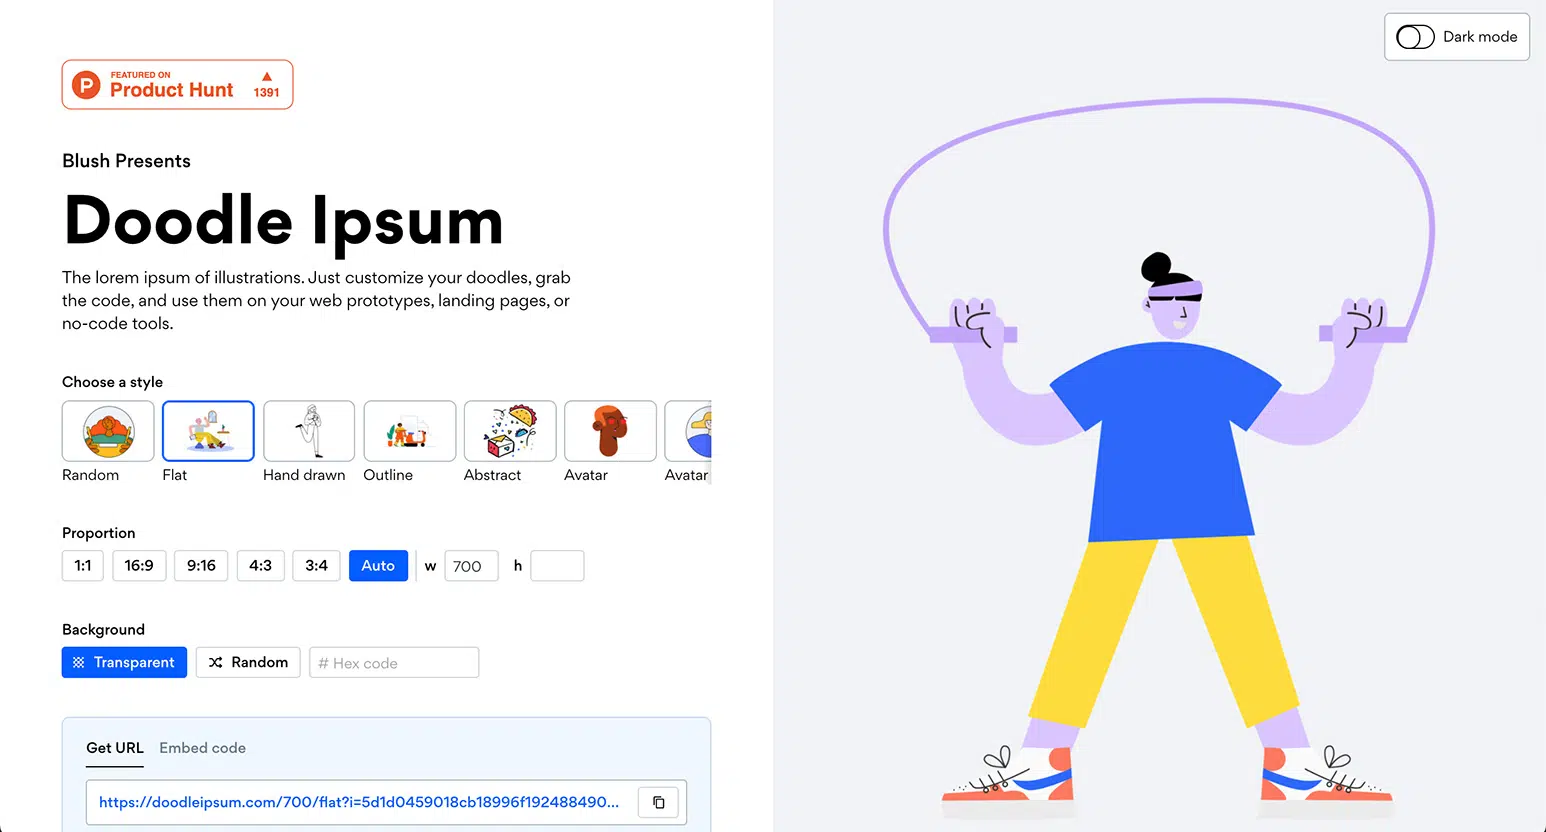 FEATURED ON
Product Hunt
1391
Dark mode
Blush Presents
Doodle Ipsum
The lorem ipsum of illustrations. Just customize your doodles, grab
the code, and use them on your web prototypes, landing pages, or
no-code tools.
Choose a style
Random Flat Hand drawn Outline Abstract Avatar Avatar
Proportion
1:1 16:9 9:16 4:3 3:4 Auto w 700 h
Background
Transparent Random # Hex code
Get URL Embed code
https://doodleipsum.com/700/flat?i=5d1d0459018cb18996f192488490...